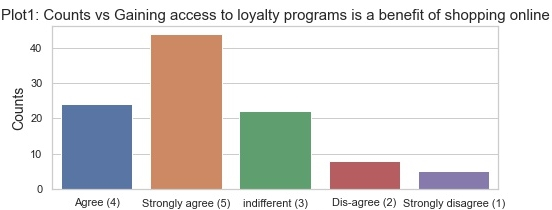 Plot1: Counts vs Gaining access to loyalty programs is a benefit of shopping online
40
30
20
10
0
Counts
Agree (4) Strongly agree (5) indifferent (3) Dis-agree (2) Strongly disagree (1)